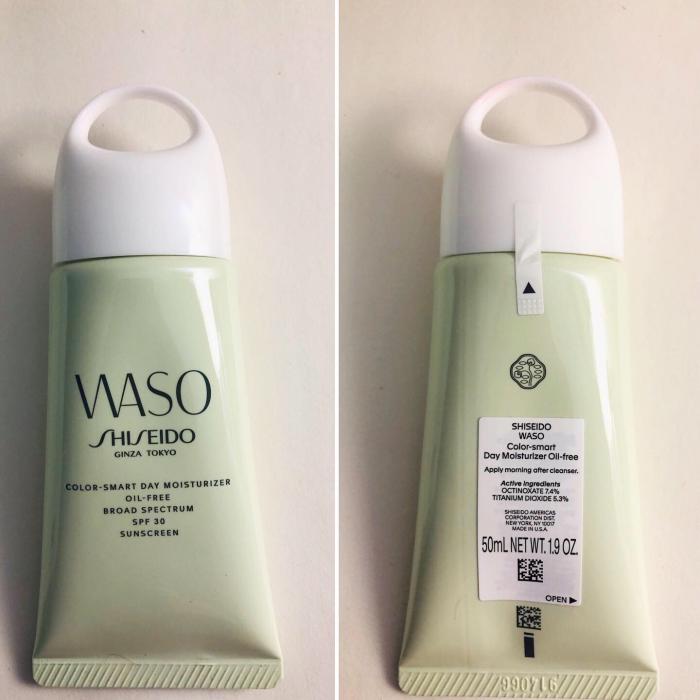 WASO
SHISEIDO
GINZA TOKYO
COLOR-SMART DAY MOISTURIZER
OIL-FREE
BROAD SPECTRUM
SPF 30
SUNSCREEN
SHISEIDO
WASO
Color-smart
Day Moisturizer Oil-free
Apply morning after cleanser.
Active Ingredients
OCTINOXATE 7.4%
TITANIUM DIOXIDE 5.3%
SHISEIDO AMERICAS
CORPORATION DIST.
NEW YORK, NY 10017
MADE IN U.S.A.
50mL NET WT. 1.9 OZ.
OPEN ▶